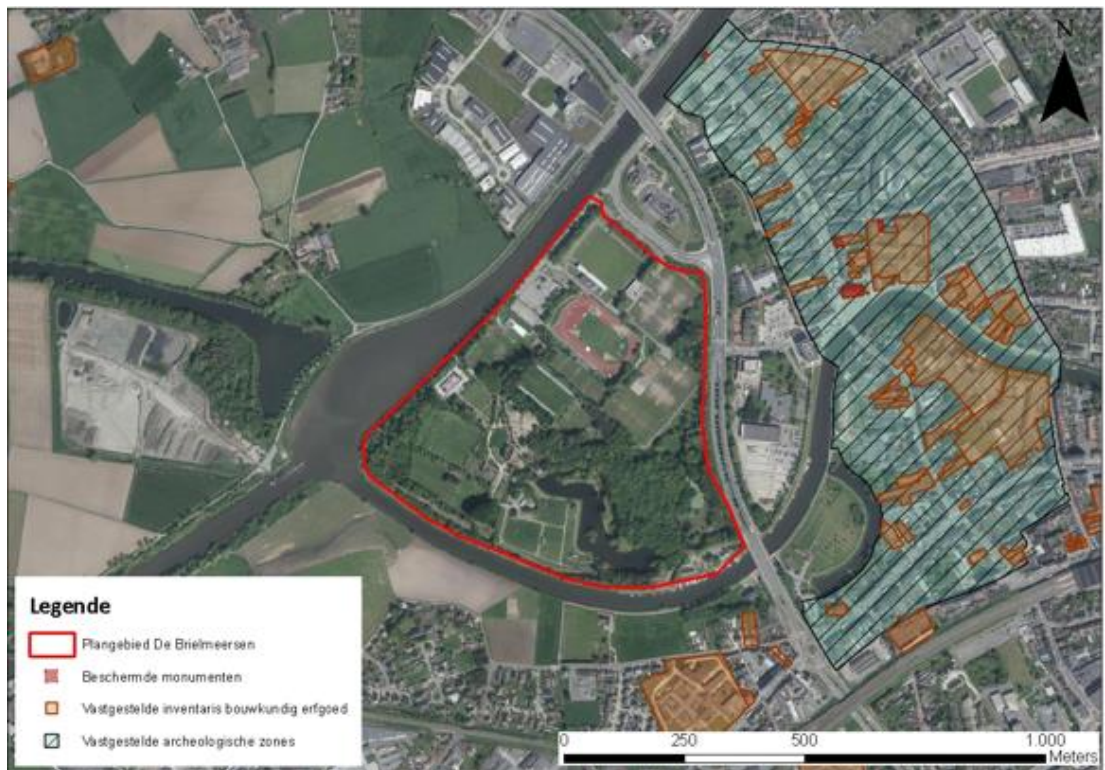 N
Legende
Plangebied De Brielmeersen
Beschermde monumenten
Vastgestelde inventaris bouwkundig erfgoed
Vastgestelde archeologische zones
0 250 500 1.000
Meters